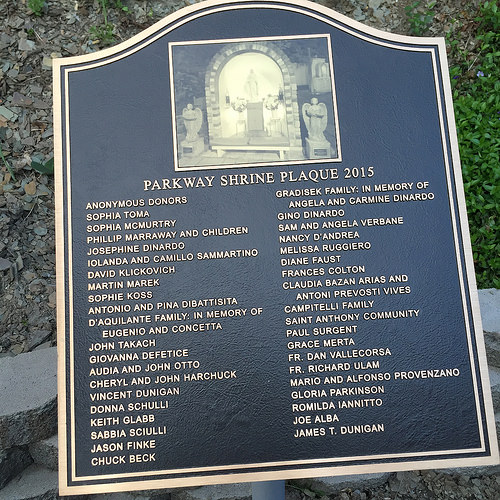 PARKWAY SHRINE PLAQUE 2015
ANONYMOUS DONORS
SOPHIA TOMA
SOPHIA MCMURTRY
PHILLIP MARRAWAY AND CHILDREN
JOSEPHINE DINARDO
IOLANDA AND CAMILLO SAMMARTINO
DAVID KLICKOVICH
MARTIN MAREK
SOPHIE KOSS
ANTONIO AND PINA DIBATTISITA
D'AQUILANTE FAMILY: IN MEMORY OF
EUGENIO AND CONCETTA
JOHN TAKACH
GIOVANNA DEFETICE
AUDIA AND JOHN OTTO
CHERYL AND JOHN HARCHUCK
VINCENT DUNIGAN
DONNA SCHULLI
KEITH GLABB
SABBIA SCIULLI
JASON FINKE
CHUCK BECK
GRADISEK FAMILY: IN MEMORY OF
ANGELA AND CARMINE DINARDO
GINO DINARDO
SAM AND ANGELA VERBANE
NANCY D'ANDREA
MELISSA RUGGIERO
DIANE FAUST
FRANCES COLTON
CLAUDIA BAZAN ARIAS AND
ANTONI PREVOSTI VIVES
CAMPITELLI FAMILY
SAINT ANTHONY COMMUNITY
PAUL SURGENT
GRACE MERTA
FR. DAN VALLECORSA
FR. RICHARD ULAM
MARIO AND ALFONSO PROVENZANO
GLORIA PARKINSON
ROMILDA IANNITTO
JOE ALBA
JAMES T. DUNIGAN